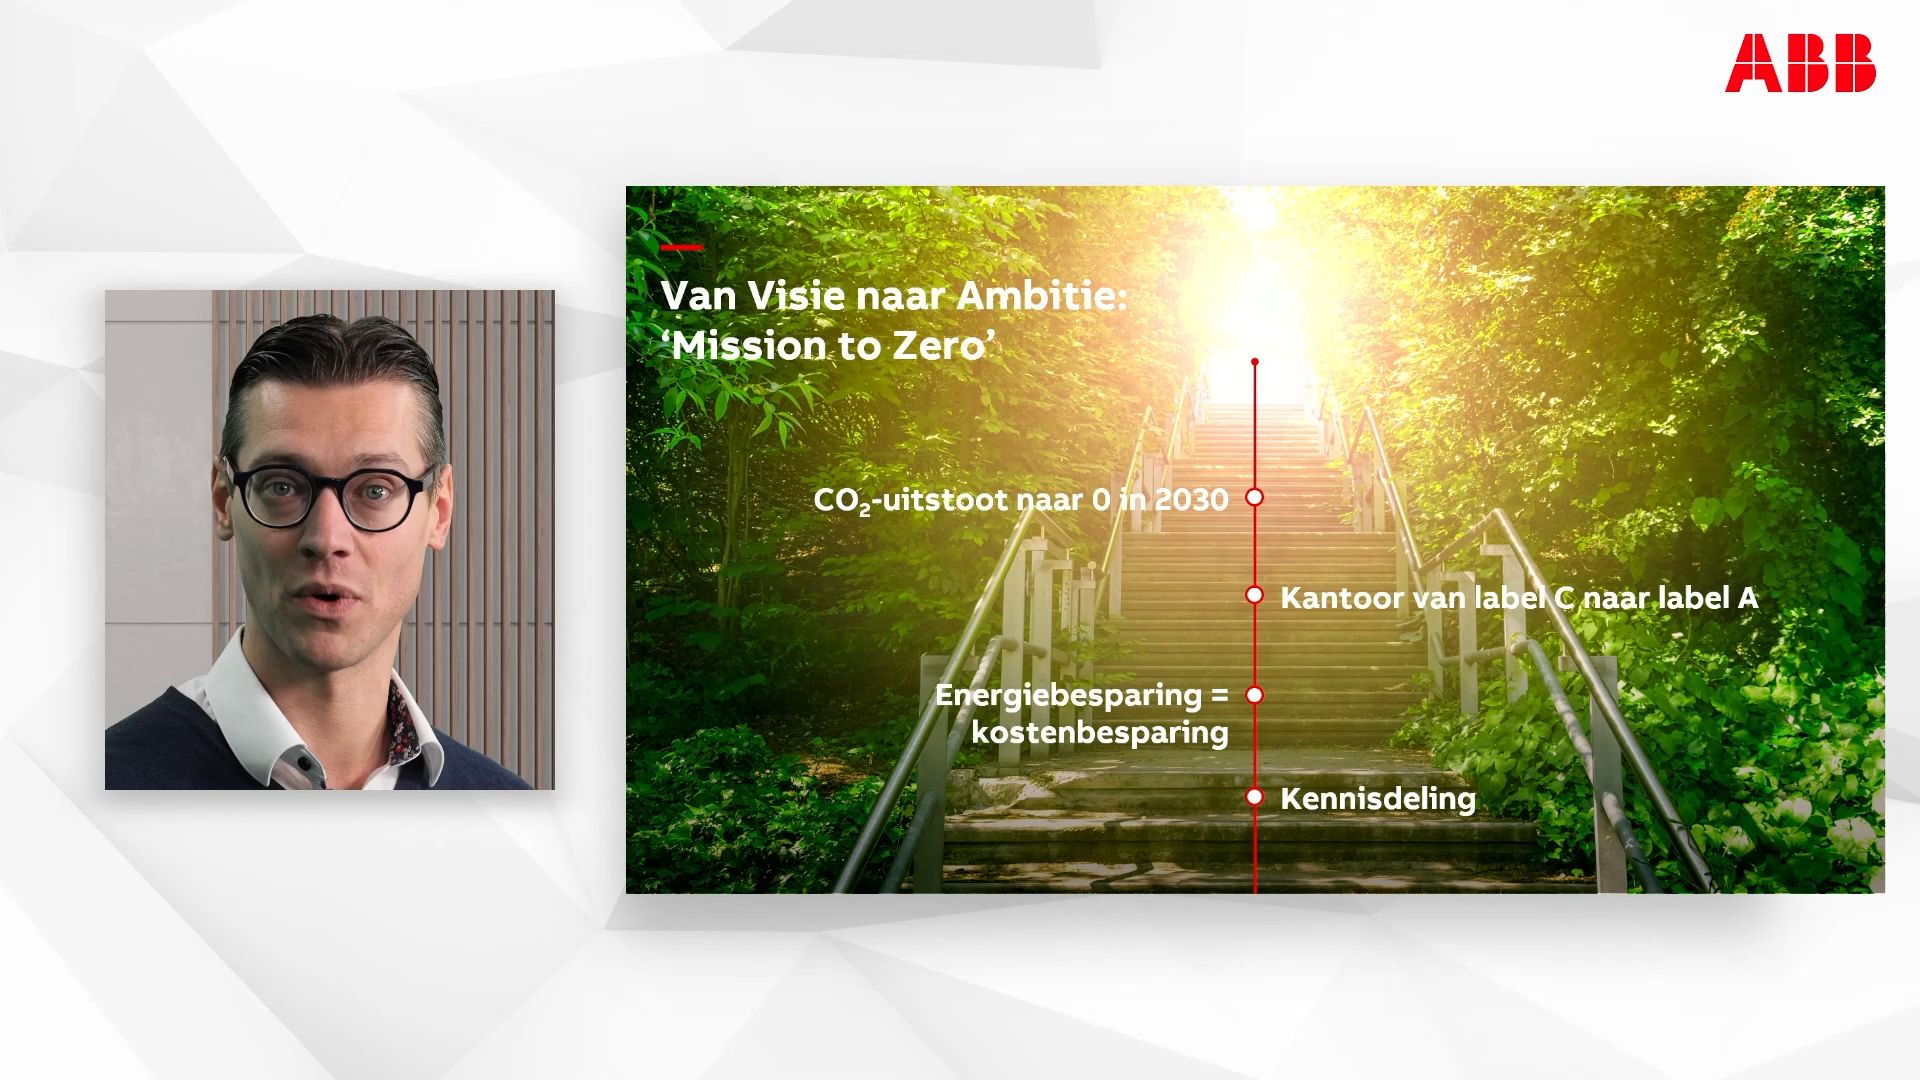 ABB
Van Visie naar Ambitie:
‘Mission to Zero’
CO₂-uitstoot naar 0 in 2030
Kantoor van label C naar label A
Energiebesparing =
kostenbesparing
Kennisdeling